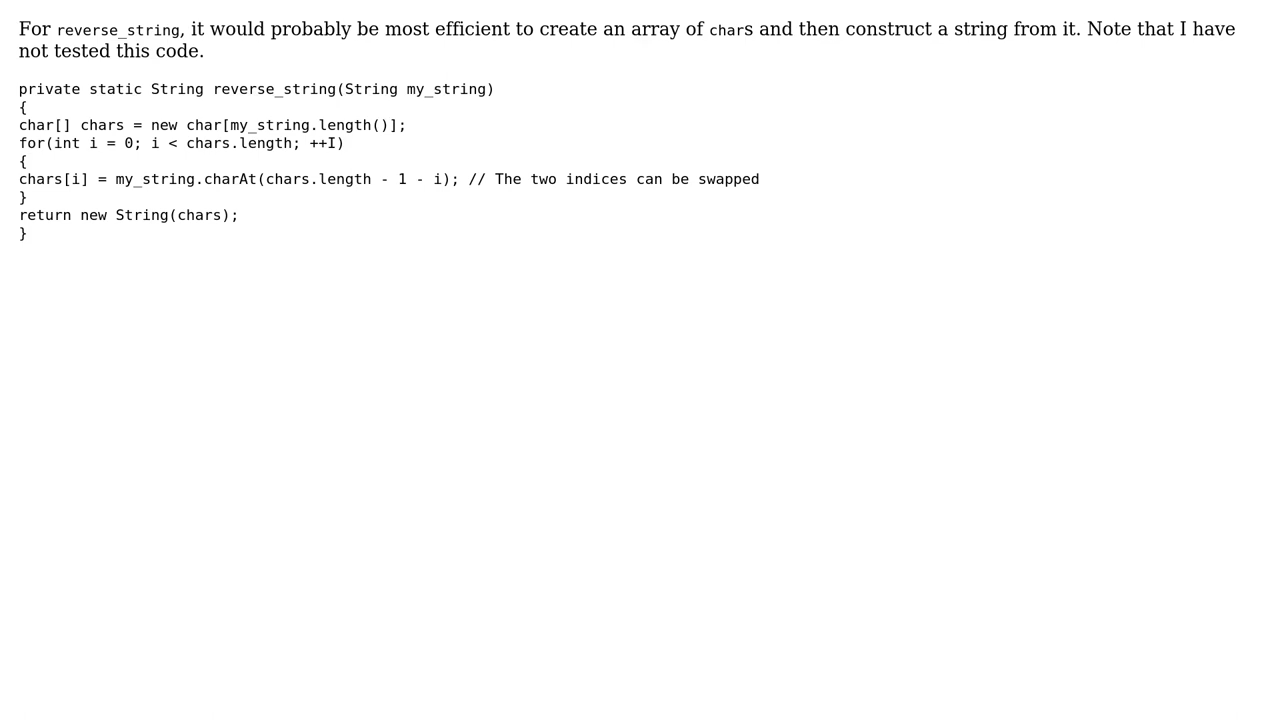 For reverse_string, it would probably be most efficient to create an array of chars and then construct a string from it. Note that I have
not tested this code.
private static String reverse_string(String my_string)
{
char[] chars = new char[my_string.length()];
for(int i = 0; i < chars.length; ++I)
{
chars[i] = my_string.charAt(chars.length - 1 - i); // The two indices can be swapped
}
return new String(chars);
}